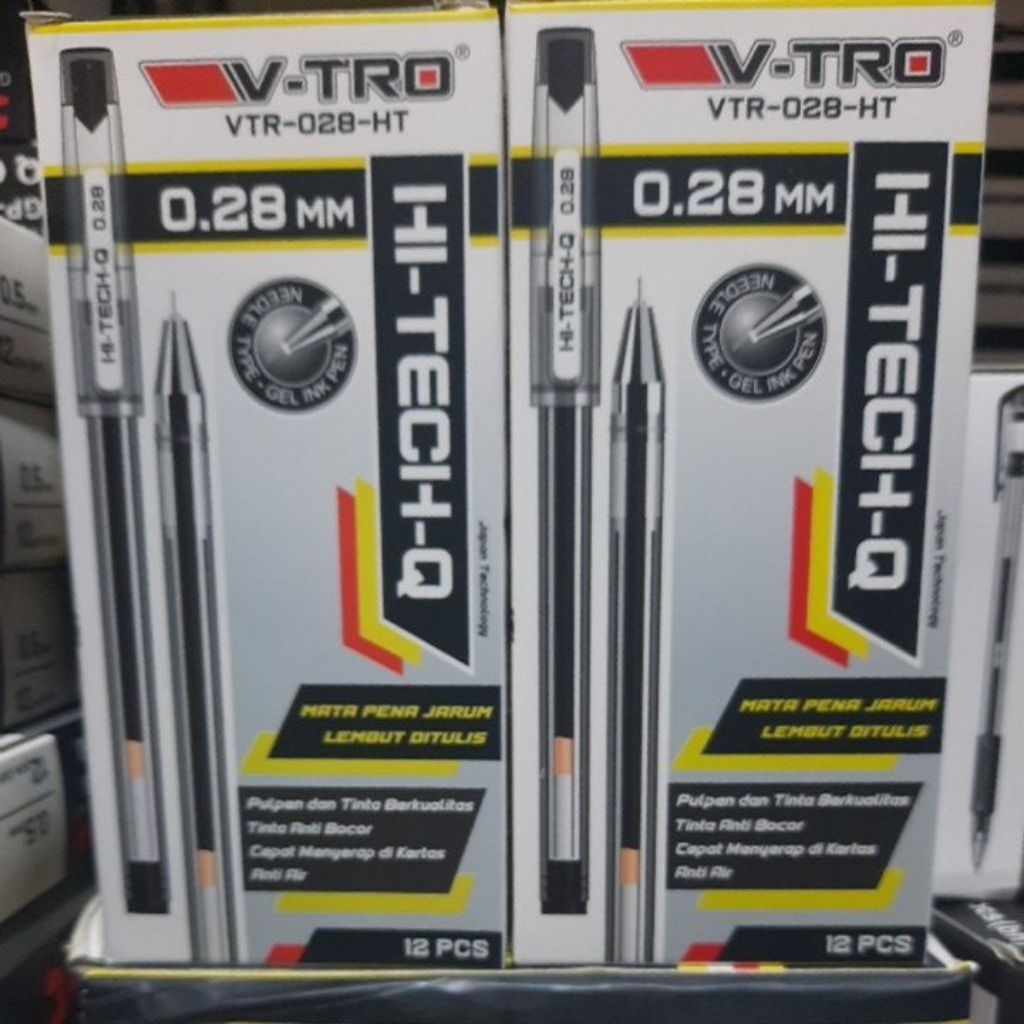 V-TRO®
VTR-028-HT
0.28 MM
HI-TECH-Q
HI-TECH-Q 0.28
NEEDLE TYPE • GEL INK PEN
Japan Technology
MATA PENA JARUM
LEMBUT DITULIS
Pulpen dan Tinta Berkualitas
Tinta Anti Bocor
Cepat Menyerap di Kertas
Anti Air
12 PCS
V-TRO®
VTR-028-HT
0.28 MM
HI-TECH-Q
HI-TECH-Q 0.28
NEEDLE TYPE • GEL INK PEN
Japan Technology
MATA PENA JARUM
LEMBUT DITULIS
Pulpen dan Tinta Berkualitas
Tinta Anti Bocor
Cepat Menyerap di Kertas
Anti Air
12 PCS
0.5
0.5